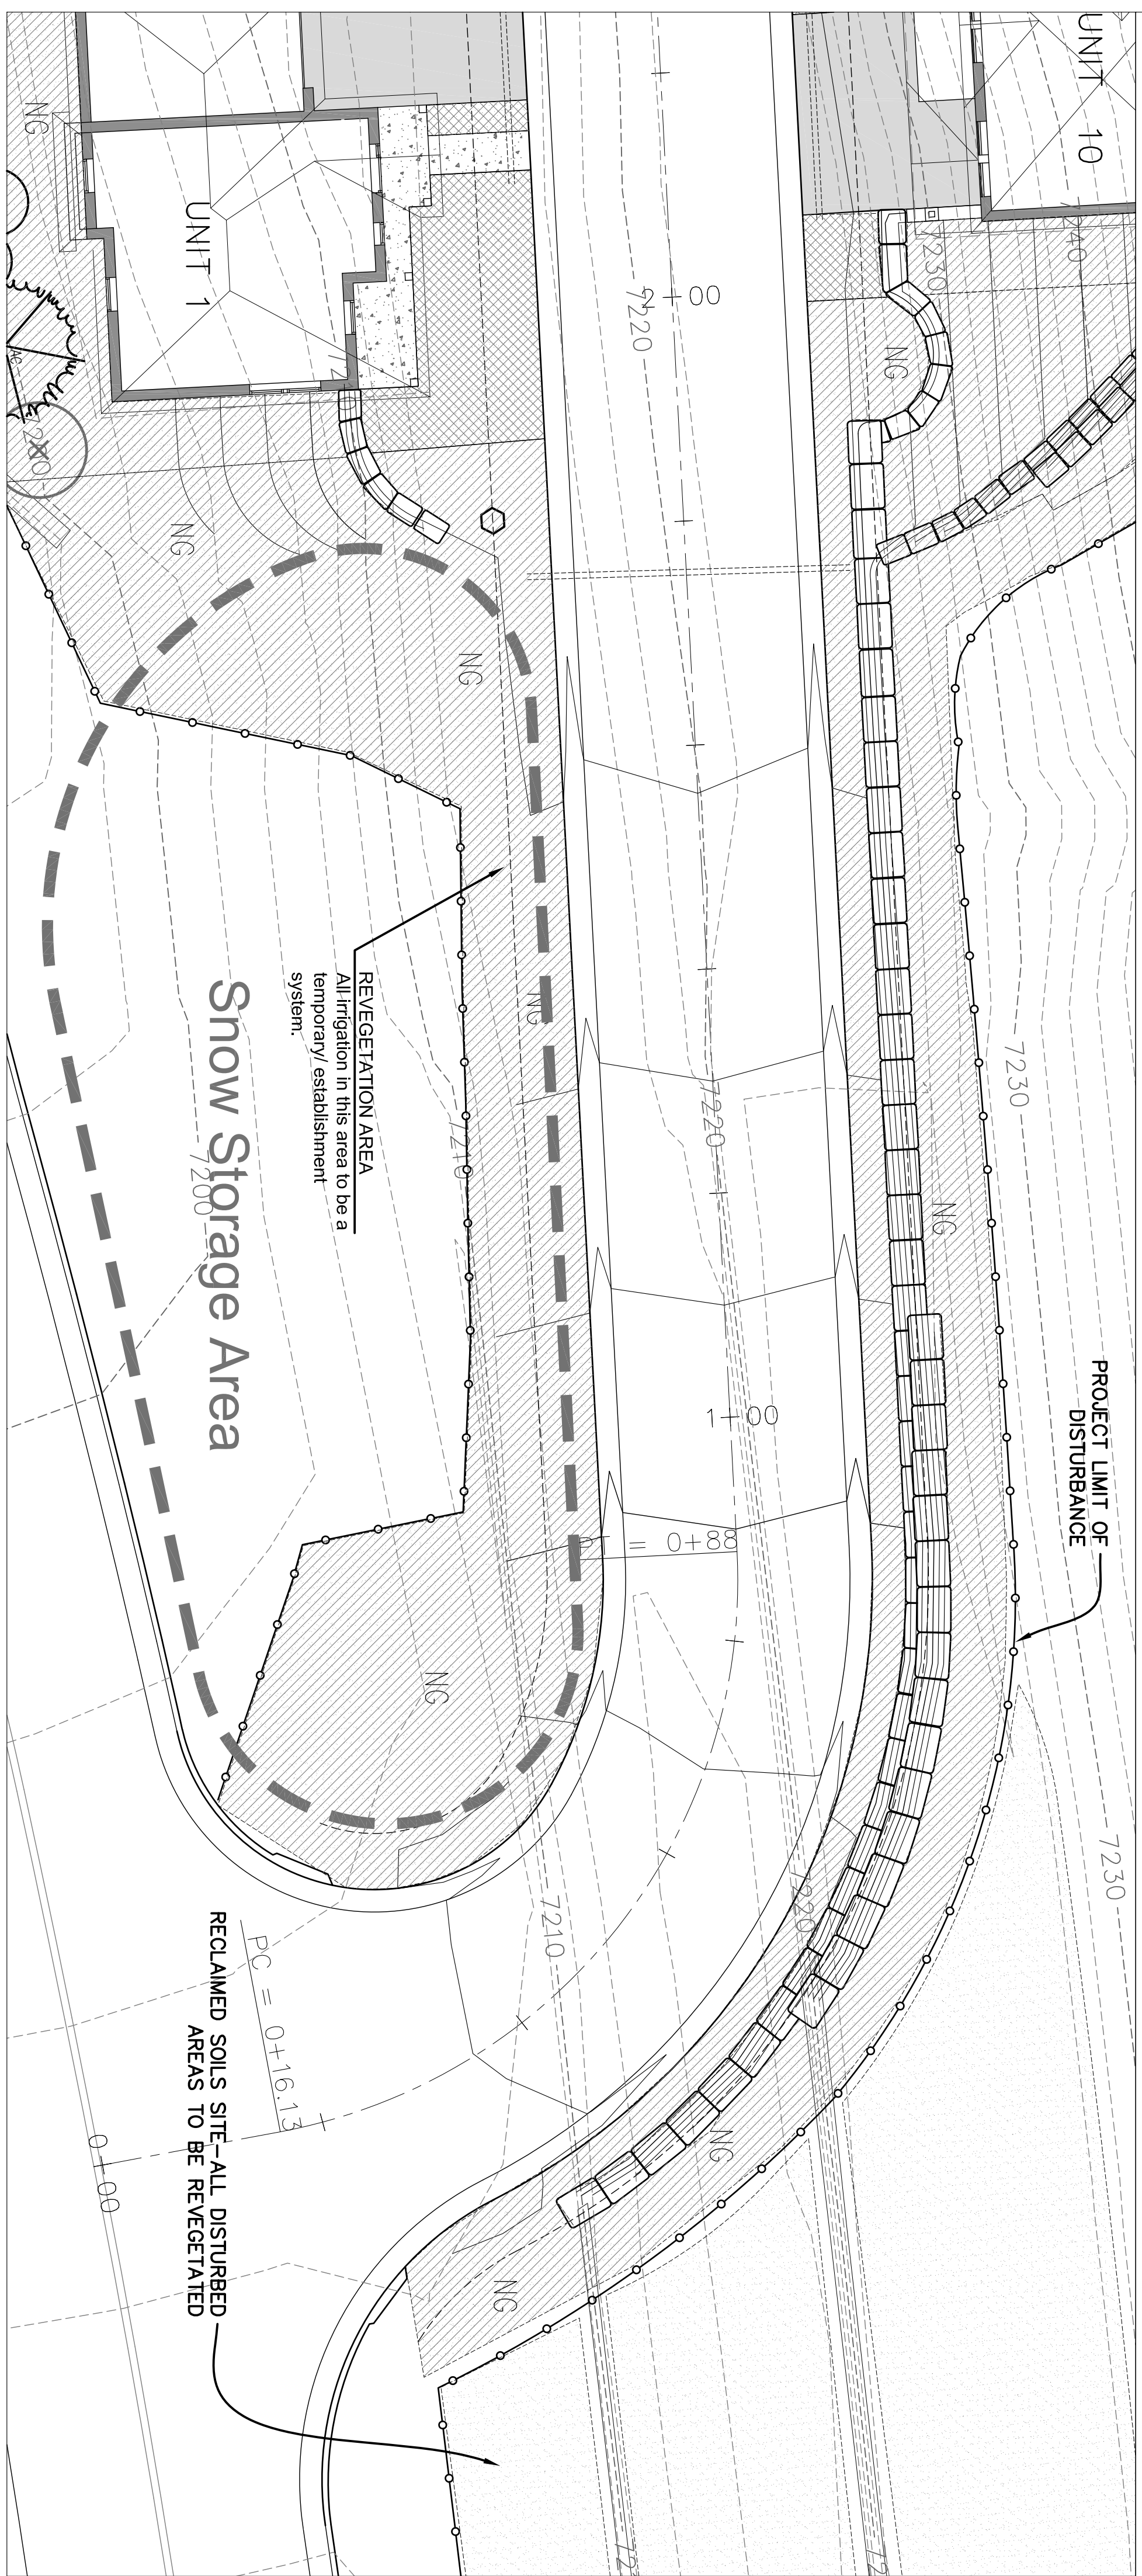 UNIT 10
7240
7230
NG
NG
UNIT 1
2+00
7220
AC
NG
NG
NG
REVEGETATION AREA
All irrigation in this area to be a
temporary/ establishment
system.
Snow Storage Area
7200
7210
7220
7230
NG
PROJECT LIMIT OF
DISTURBANCE
1+00
PT = 0+88
NG
7230
7220
7210
PC = 0+16.13
0+00
RECLAIMED SOILS SITE-ALL DISTURBED
AREAS TO BE REVEGETATED
NG
NG